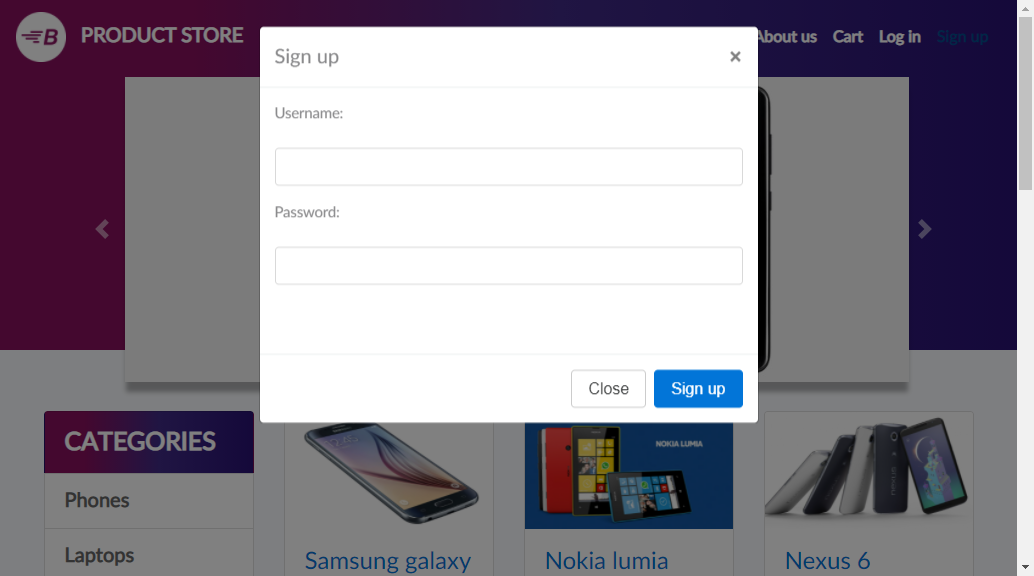 B
PRODUCT STORE
About us
Cart
Log in
Sign up
Sign up
×
Username:
Password:
Close
Sign up
CATEGORIES
Phones
Laptops
NOKIA LUMIA
Samsung galaxy
Nokia lumia
Nexus 6